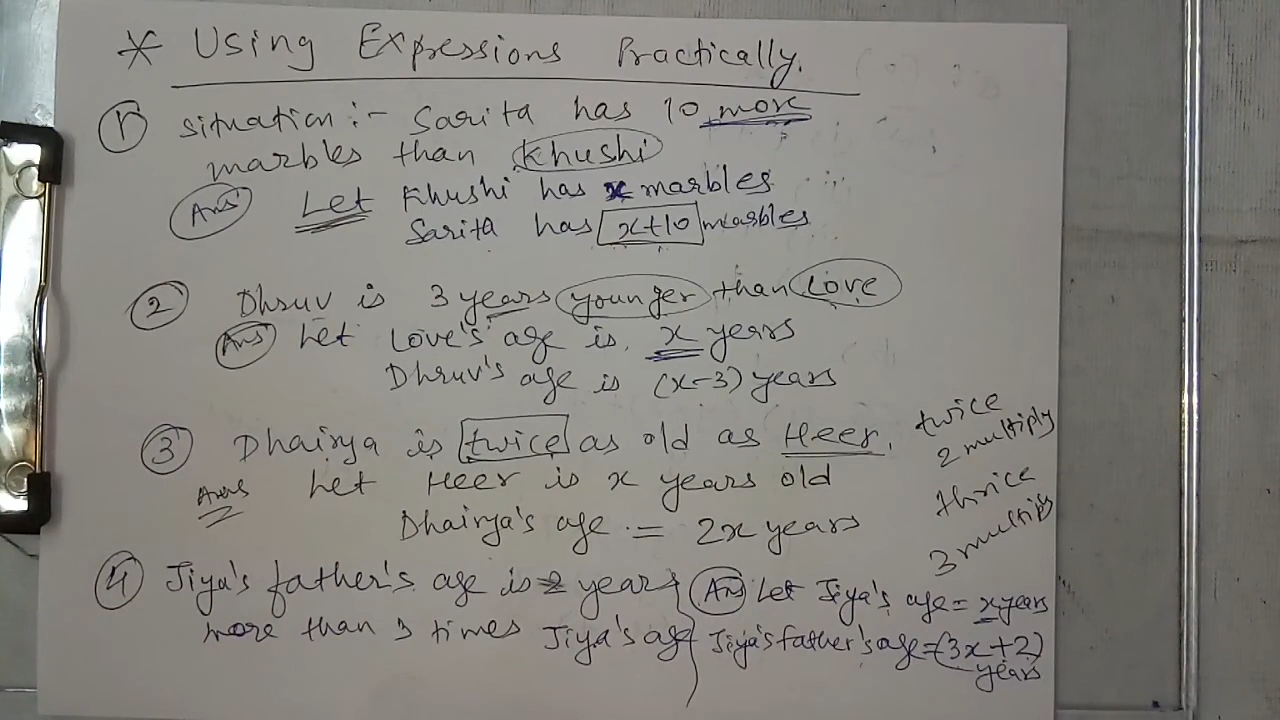 * Using Expressions Practically.
① situation :- Sarita has 10 more
marbles than Khushi
Ans Let Khushi has x marbles
Sarita has x+10 marbles
② Dhruv is 3 years younger than Love
Ans Let Love's age is x years
Dhruv's age is (x-3) years
③ Dhairya is twice as old as Heer.
Ans Let Heer is x years old
Dhairya's age = 2x years
twice
2 multiply
thrice
3 multiply
④ Jiya's father's age is 2 years
more than 3 times Jiya's age
Ans Let Jiya's age = x years
Jiya's father's age = (3x+2)
years